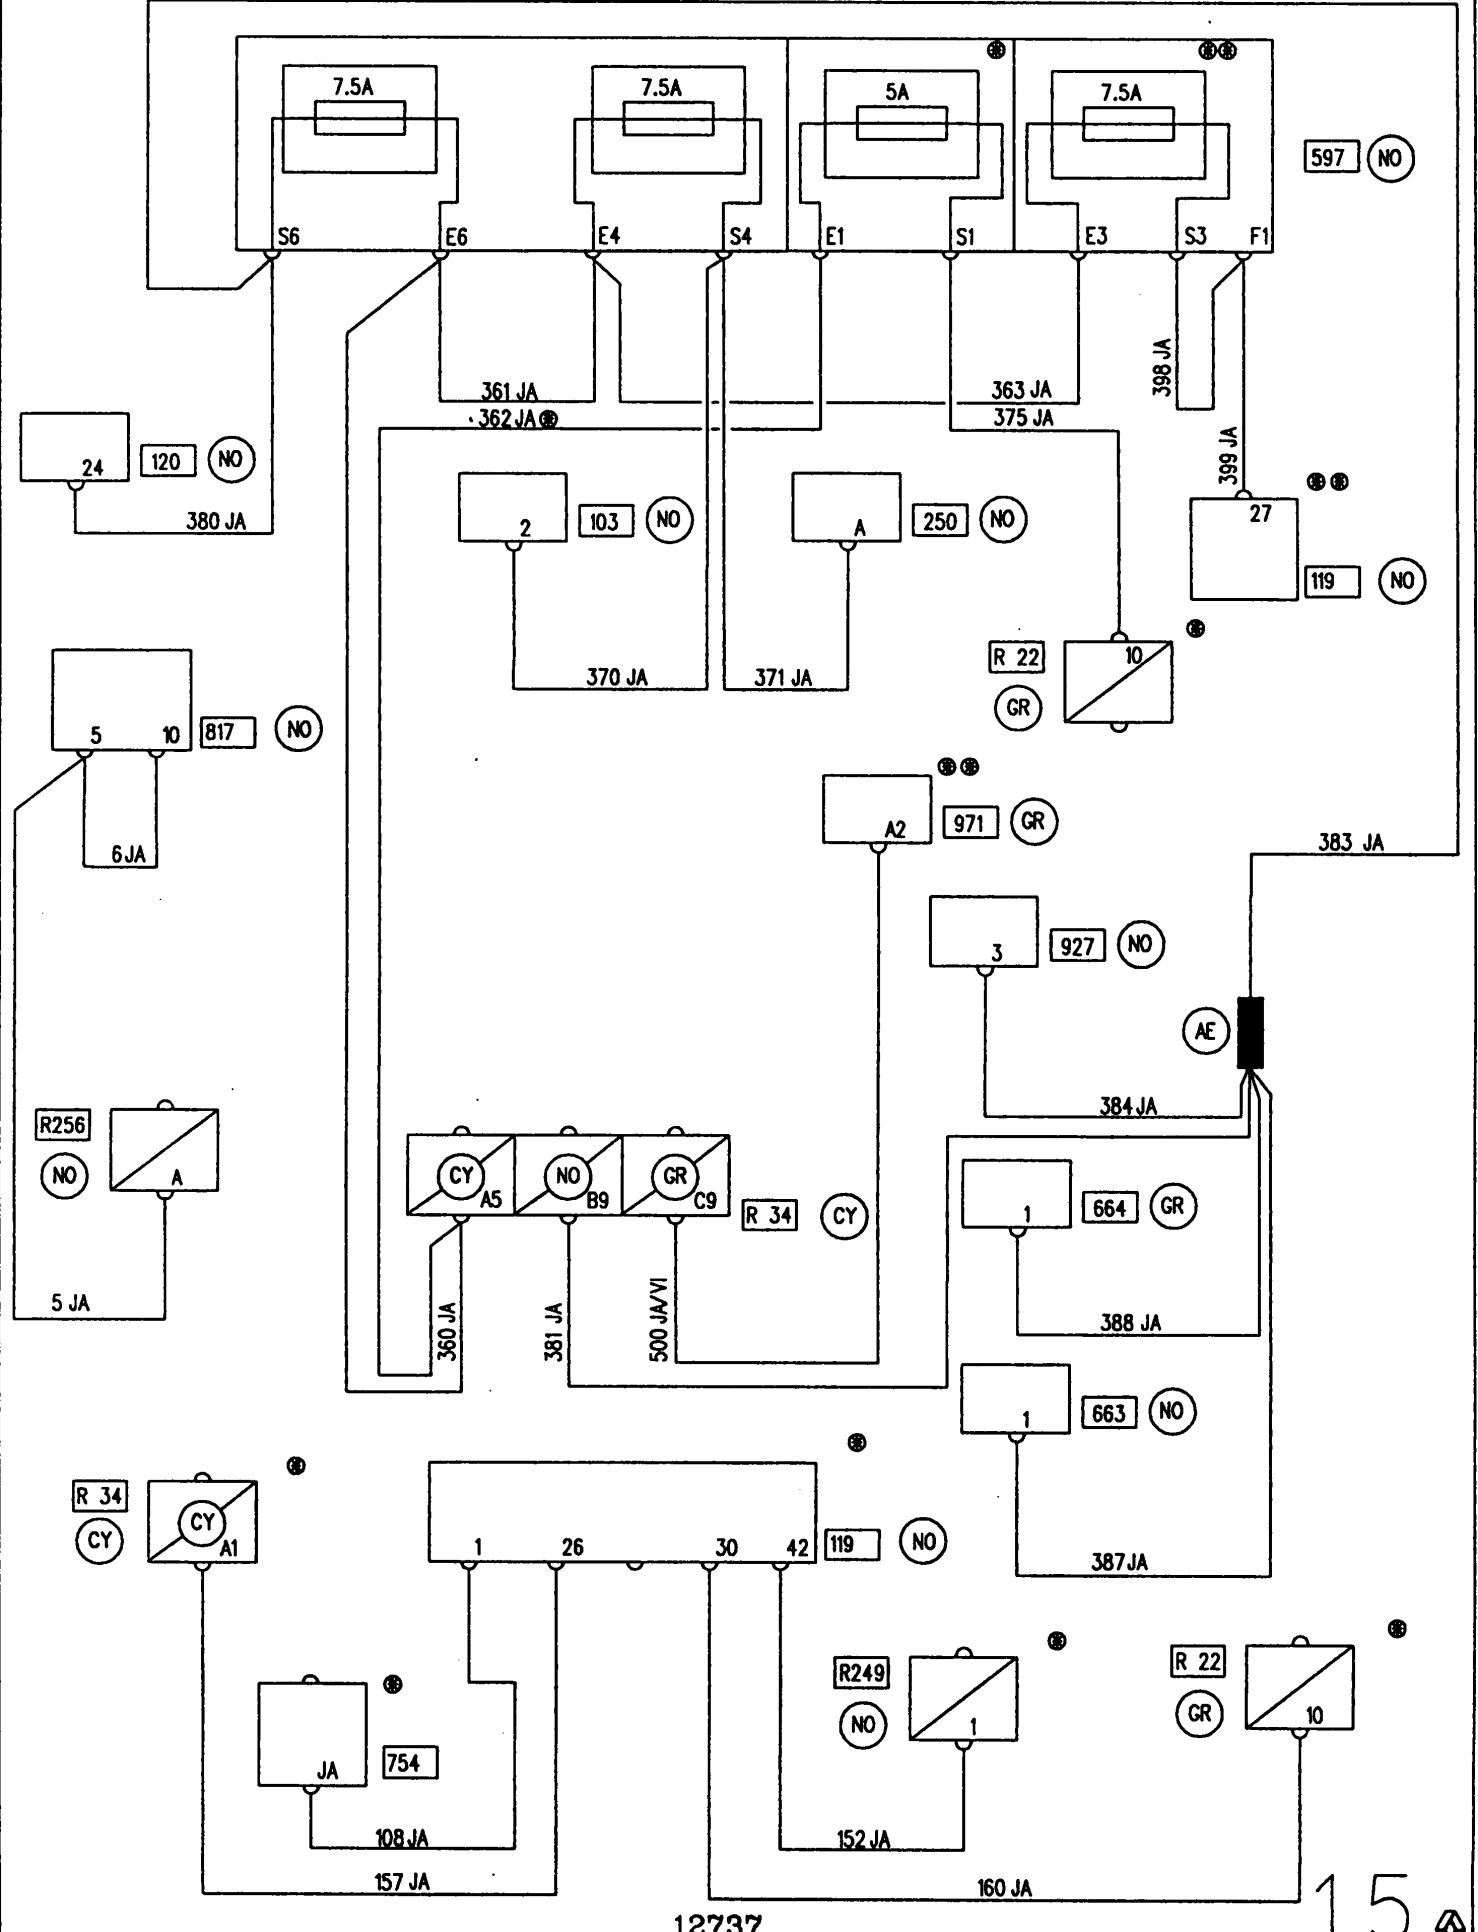 7.5A 7.5A 5A 7.5A
597 NO
S6 E6 E4 S4 E1 S1 E3 S3 F1
361 JA 363 JA 398 JA
362 JA 375 JA
399 JA
24 120 NO
380 JA
2 103 NO
A 250 NO
27
119 NO
370 JA 371 JA
R 22 10
GR
5 10 817 NO
6 JA
A2 971 GR
383 JA
3 927 NO
AE
384 JA
R256
NO A
CY NO GR
A5 B9 C9
R 34 CY
1 664 GR
388 JA
5 JA
360 JA 381 JA 500 JA/VI
1 663 NO
387 JA
R 34
CY CY
A1
1 26 30 42 119 NO
R249
NO 1
R 22
GR 10
JA 754
108 JA
152 JA
157 JA
160 JA
12737
15